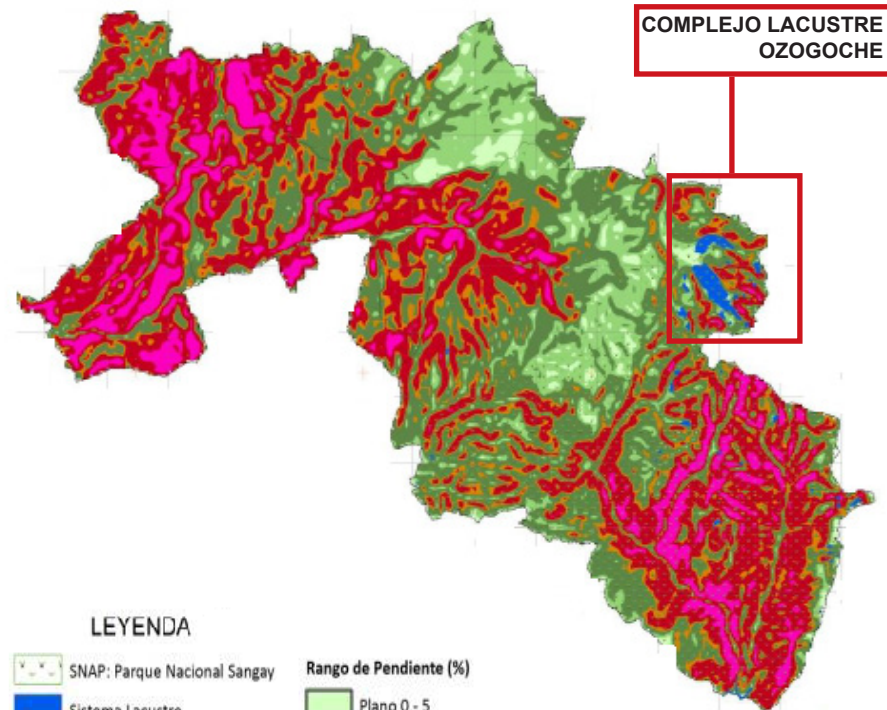 COMPLEJO LACUSTRE
OZOGOCHE
LEYENDA
SNAP: Parque Nacional Sangay
Sistema Lacustre
Rango de Pendiente (%)
Plano 0 - 5